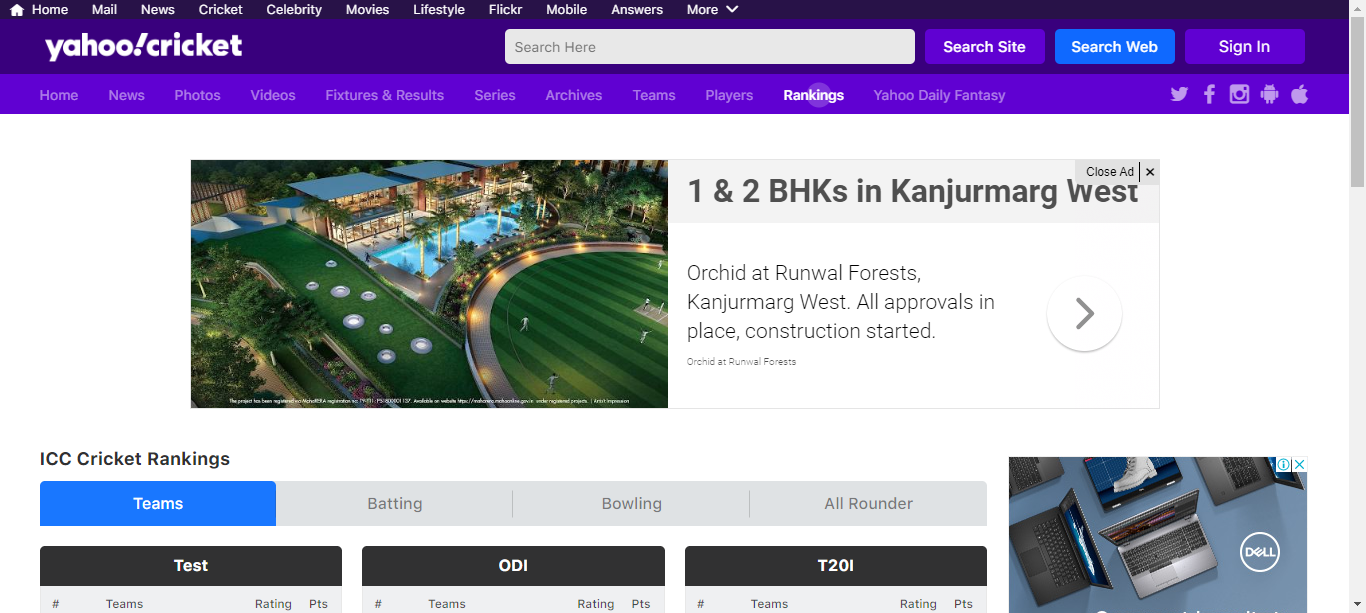 Home Mail News Cricket Celebrity Movies Lifestyle Flickr Mobile Answers More
yahoo!cricket
Search Here
Search Site
Search Web
Sign In
Home News Photos Videos Fixtures & Results Series Archives Teams Players Rankings Yahoo Daily Fantasy
Close Ad ×
1 & 2 BHKs in Kanjurmarg West
Orchid at Runwal Forests,
Kanjurmarg West. All approvals in
place, construction started.
Orchid at Runwal Forests
ICC Cricket Rankings
Teams Batting Bowling All Rounder
DELL
Test ODI T20I
# Teams Rating Pts # Teams Rating Pts # Teams Rating Pts